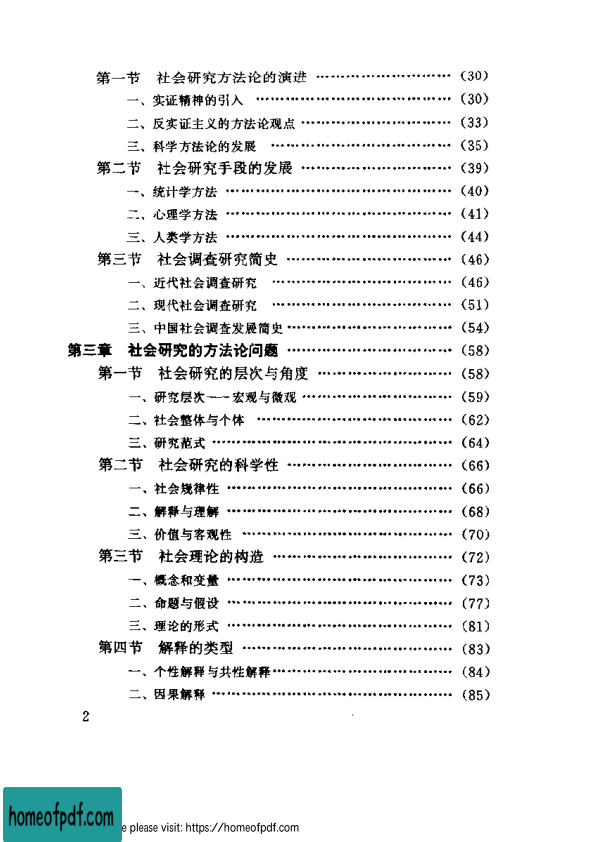 第一节 社会研究方法论的演进 ………………………(30)
一、实证精神的引入 ………………………………(30)
二、反实证主义的方法论观点 ………………………(33)
三、科学方法论的发展 ……………………………(35)
第二节 社会研究手段的发展 ………………………(39)
一、统计学方法 ……………………………………(40)
二、心理学方法 ……………………………………(41)
三、人类学方法 ……………………………………(44)
第三节 社会调查研究简史 …………………………(46)
一、近代社会调查研究 ……………………………(46)
二、现代社会调查研究 ……………………………(51)
三、中国社会调查发展简史 …………………………(54)
第三章 社会研究的方法论问题 ………………………(58)
第一节 社会研究的层次与角度 ………………………(58)
一、研究层次——宏观与微观 ………………………(59)
二、社会整体与个体 ………………………………(62)
三、研究范式 ………………………………………(64)
第二节 社会研究的科学性 …………………………(66)
一、社会规律性 ……………………………………(66)
二、解释与理解 ……………………………………(68)
三、价值与客观性 …………………………………(70)
第三节 社会理论的构造 ……………………………(72)
一、概念和变量 ……………………………………(73)
二、命题与假设 ……………………………………(77)
三、理论的形式 ……………………………………(81)
第四节 解释的类型 …………………………………(83)
一、个性解释与共性解释 ……………………………(84)
二、因果解释 ………………………………………(85)
2
homeofpdf.com
e please visit: https://homeofpdf.com